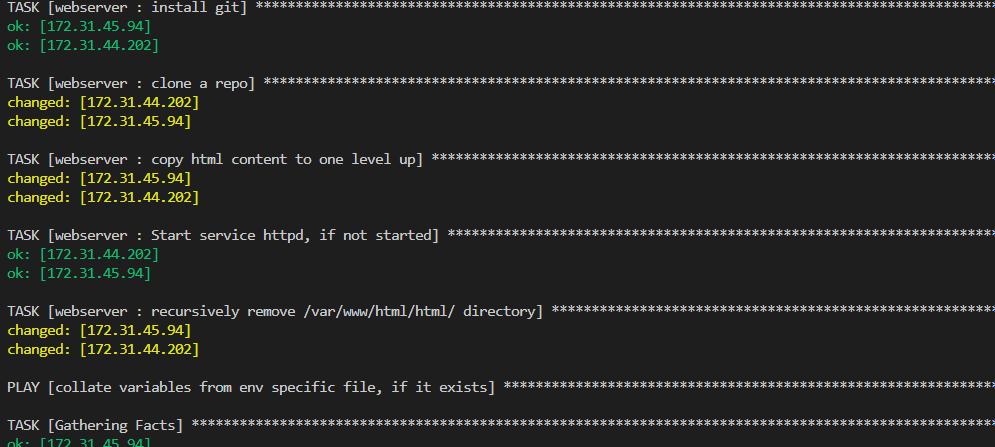 TASK [webserver : install git] **********************************************************************************************
ok: [172.31.45.94]
ok: [172.31.44.202]
TASK [webserver : clone a repo] *********************************************************************************************
changed: [172.31.44.202]
changed: [172.31.45.94]
TASK [webserver : copy html content to one level up] ************************************************************************
changed: [172.31.45.94]
changed: [172.31.44.202]
TASK [webserver : Start service httpd, if not started] **********************************************************************
ok: [172.31.44.202]
ok: [172.31.45.94]
TASK [webserver : recursively remove /var/www/html/html/ directory] *********************************************************
changed: [172.31.45.94]
changed: [172.31.44.202]
PLAY [collate variables from env specific file, if it exists] ***************************************************************
TASK [Gathering Facts] ******************************************************************************************************
ok: [172.31.45.94]